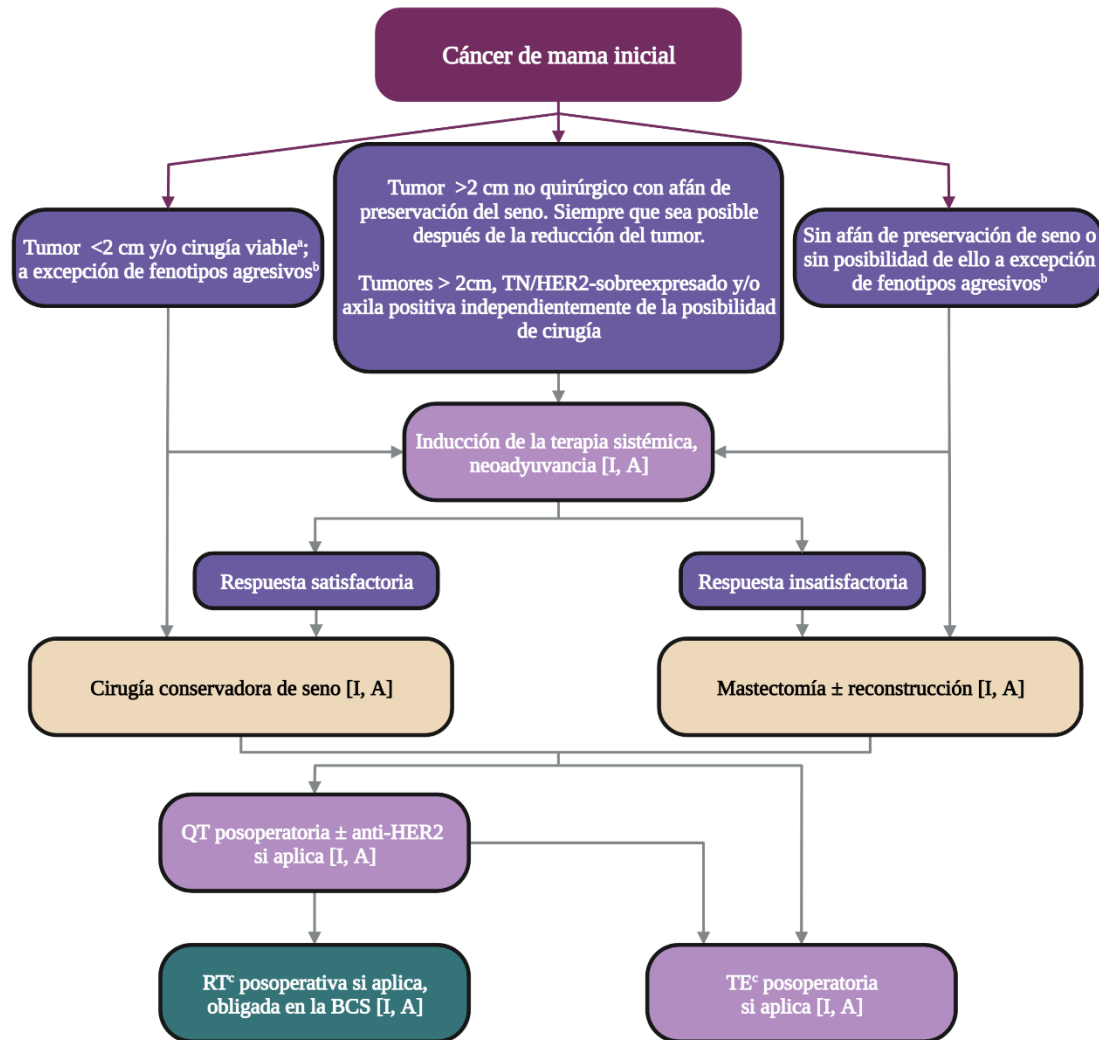 Cáncer de mama inicial
Tumor <2 cm y/o cirugía viableᵃ;
a excepción de fenotipos agresivosᵇ
Tumor >2 cm no quirúrgico con afán de
preservación del seno. Siempre que sea posible
después de la reducción del tumor.
Tumores > 2cm, TN/HER2-sobreexpresado y/o
axila positiva independientemente de la posibilidad
de cirugía
Sin afán de preservación de seno o
sin posibilidad de ello a excepción
de fenotipos agresivosᵇ
Inducción de la terapia sistémica,
neoadyuvancia [I, A]
Respuesta satisfactoria
Respuesta insatisfactoria
Cirugía conservadora de seno [I, A]
Mastectomía ± reconstrucción [I, A]
QT posoperatoria ± anti-HER2
si aplica [I, A]
RTᶜ posoperativa si aplica,
obligada en la BCS [I, A]
TEᶜ posoperatoria
si aplica [I, A]